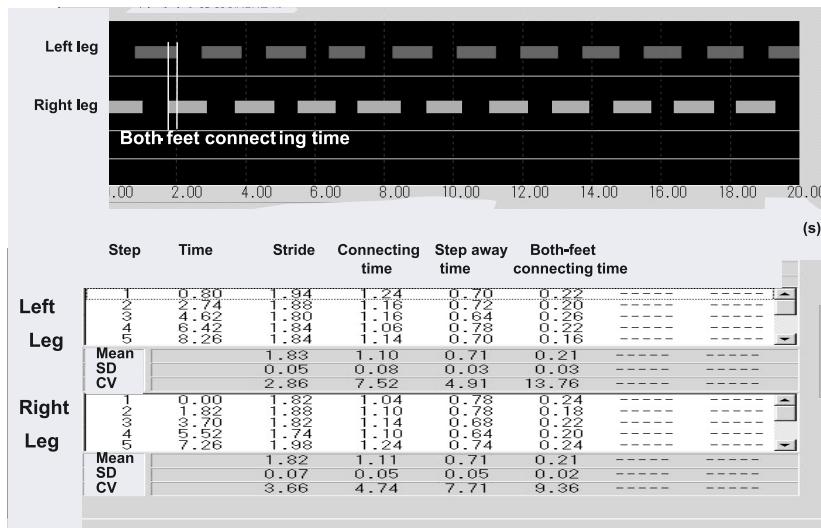 Left leg
Right leg
Both-feet connecting time
.00 2.00 4.00 6.00 8.00 10.00 12.00 14.00 16.00 18.00 20.00
(s)
Step Time Stride Connecting time Step away time Both-feet connecting time
Left Leg
1 0.80 1.94 1.24 0.70 0.22 ----- -----
2 2.74 1.88 1.16 0.72 0.20 ----- -----
3 4.62 1.80 1.16 0.64 0.26 ----- -----
4 6.42 1.84 1.06 0.78 0.22 ----- -----
5 8.26 1.84 1.14 0.70 0.16 ----- -----
Mean 1.83 1.10 0.71 0.21 ----- -----
SD 0.05 0.08 0.03 0.03 ----- -----
CV 2.86 7.52 4.91 13.76 ----- -----
Right Leg
1 0.00 1.82 1.04 0.78 0.24 ----- -----
2 1.82 1.88 1.10 0.78 0.18 ----- -----
3 3.70 1.82 1.14 0.68 0.22 ----- -----
4 5.52 1.74 1.10 0.64 0.20 ----- -----
5 7.26 1.98 1.24 0.74 0.24 ----- -----
Mean 1.82 1.11 0.71 0.21 ----- -----
SD 0.07 0.05 0.05 0.02 ----- -----
CV 3.66 4.74 7.71 9.36 ----- -----